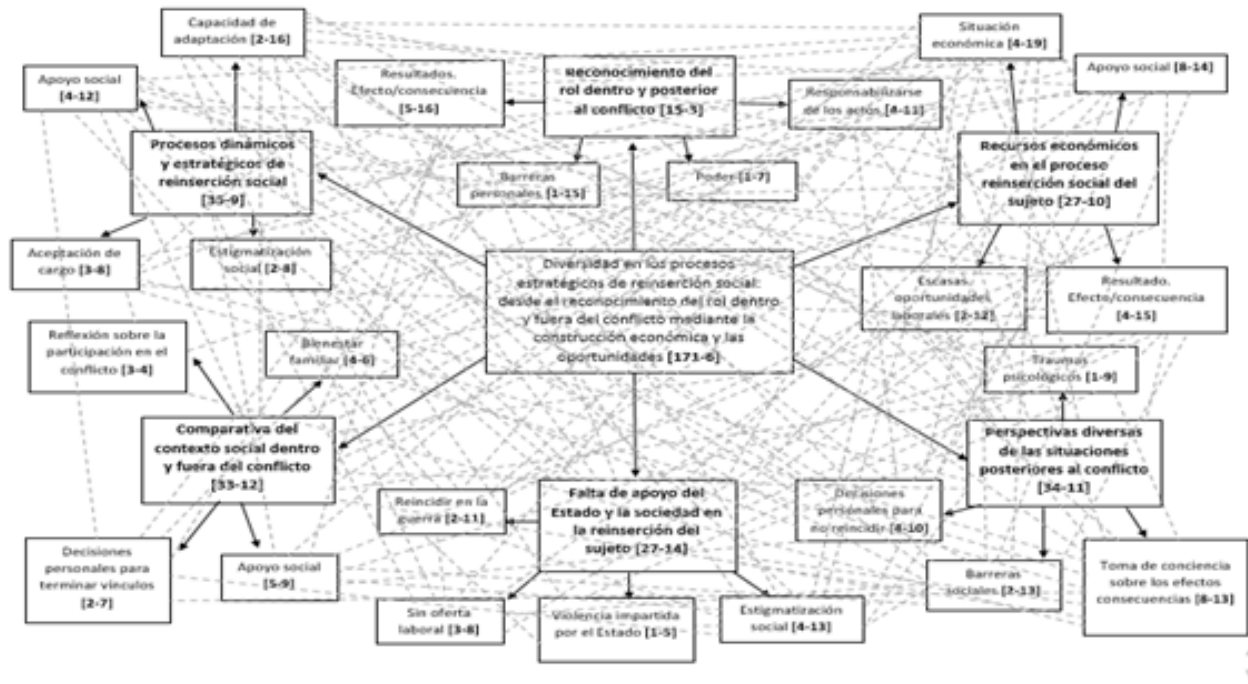 Capacidad de
adaptación [2-16]
Situación
económica [4-19]
Apoyo social
[4-12]
Resultados.
Efecto/consecuencia
[5-16]
Reconocimiento del
rol dentro y posterior
al conflicto [15-3]
Responsabilizarse
de los actos [4-11]
Apoyo social [8-14]
Procesos dinámicos
y estratégicos de
reinserción social
[35-9]
Barreras
personales [1-15]
Poder [1-7]
Recursos económicos
en el proceso
reinserción social del
sujeto [27-10]
Aceptación de
cargo [3-8]
Estigmatización
social [2-8]
Diversidad en los procesos
estratégicos de reinserción social:
desde el reconocimiento del rol dentro
y fuera del conflicto mediante la
construcción económica y las
oportunidades [171-6]
Escasas
oportunidades
laborales [2-12]
Resultado.
Efecto/consecuencia
[4-15]
Reflexión sobre la
participación en el
conflicto [3-4]
Bienestar
familiar [4-6]
Traumas
psicológicos [1-9]
Comparativa del
contexto social dentro
y fuera del conflicto
[33-12]
Perspectivas diversas
de las situaciones
posteriores al conflicto
[34-11]
Reincidir en la
guerra [2-11]
Falta de apoyo del
Estado y la sociedad en
la reinserción del
sujeto [27-14]
Decisiones
personales para
no reincidir [4-10]
Decisiones
personales para
terminar vínculos
[2-7]
Apoyo social
[5-9]
Barreras
sociales [2-13]
Toma de conciencia
sobre los efectos
consecuencias [8-13]
Sin oferta
laboral [3-8]
Violencia impartida
por el Estado [1-5]
Estigmatización
social [4-13]